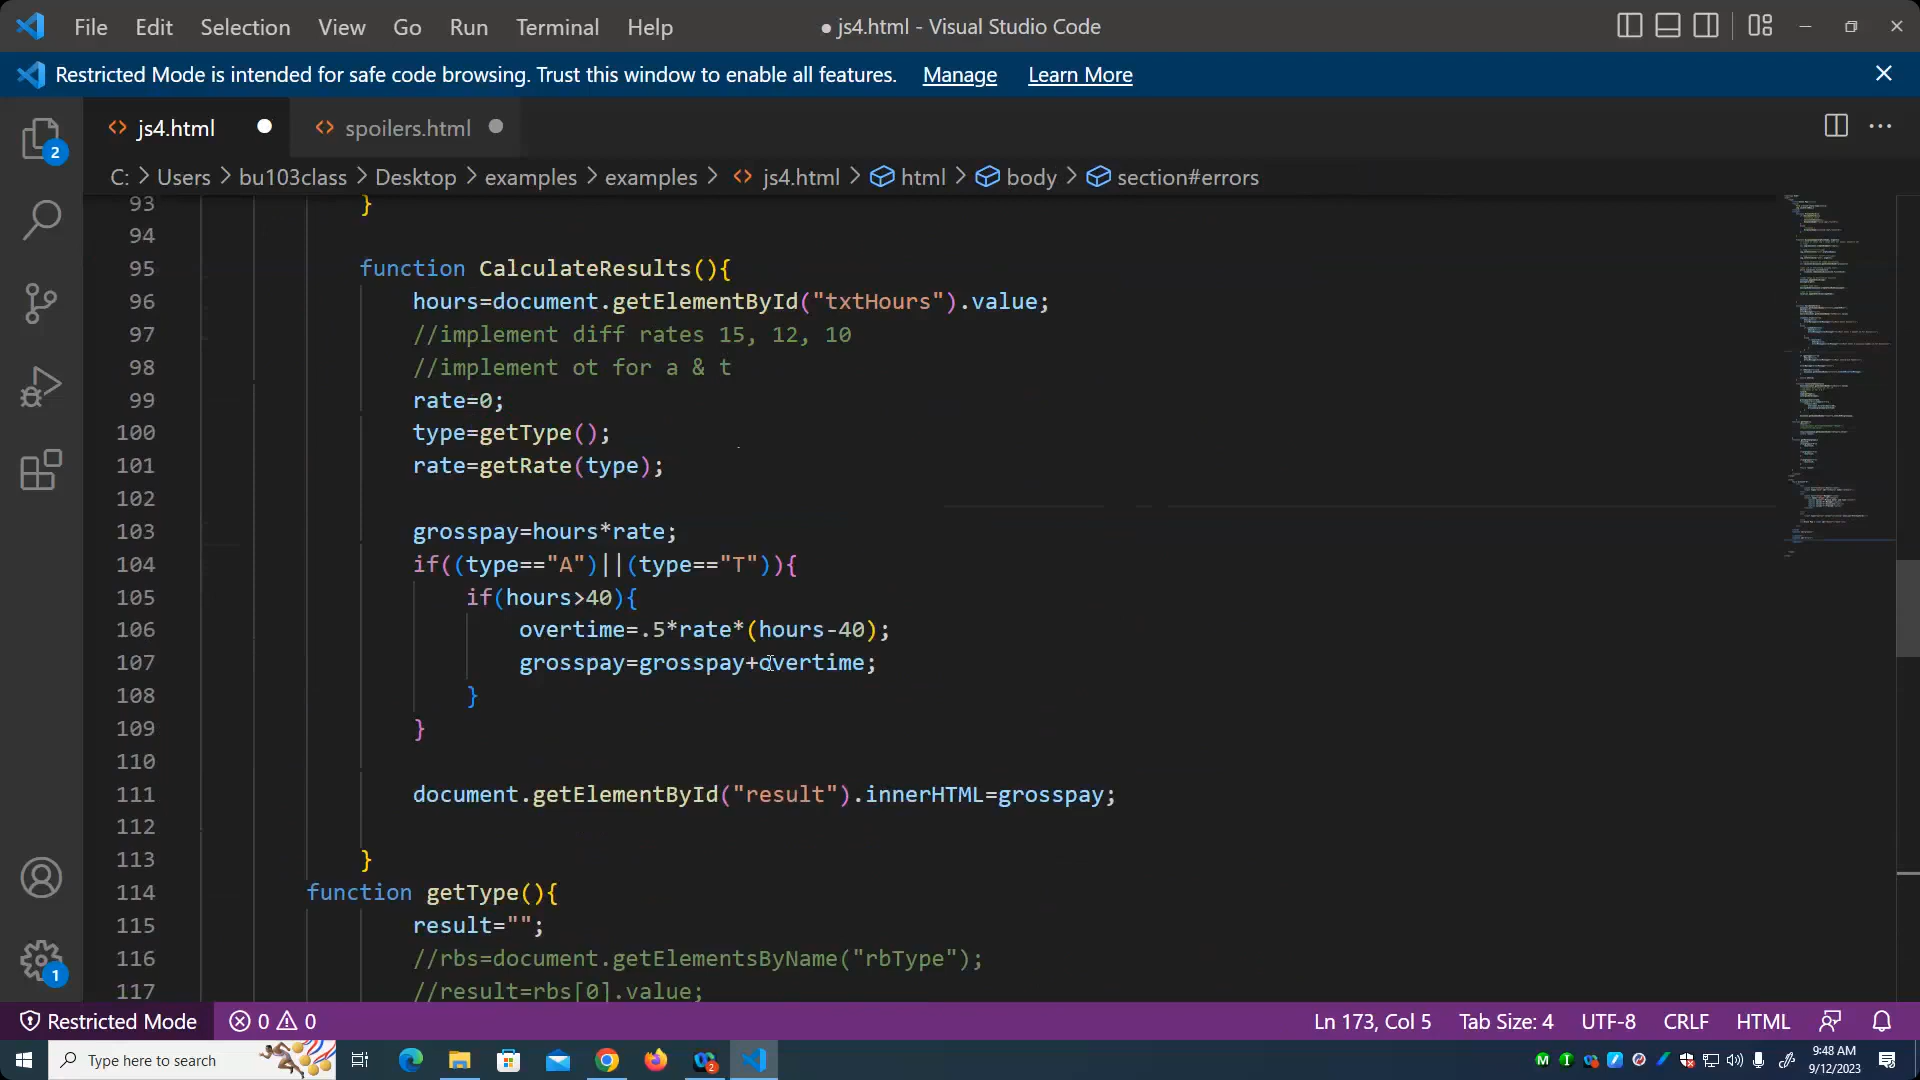 File Edit Selection View Go Run Terminal Help ● js4.html - Visual Studio Code
Restricted Mode is intended for safe code browsing. Trust this window to enable all features. Manage Learn More
js4.html spoilers.html
2
C: > Users > bu103class > Desktop > examples > examples > js4.html > html > body > section#errors
93 }
94
95 function CalculateResults(){
96 hours=document.getElementById("txtHours").value;
97 //implement diff rates 15, 12, 10
98 //implement ot for a & t
99 rate=0;
100 type=getType();
101 rate=getRate(type);
102
103 grosspay=hours*rate;
104 if((type=="A")||(type=="T")){
105 if(hours>40){
106 overtime=.5*rate*(hours-40);
107 grosspay=grosspay+overtime;
108 }
109 }
110
111 document.getElementById("result").innerHTML=grosspay;
112
113 }
114 function getType(){
115 result="";
116 //rbs=document.getElementsByName("rbType");
117 //result=rbs[0].value;
1
Restricted Mode 0 0 Ln 173, Col 5 Tab Size: 4 UTF-8 CRLF HTML
Type here to search 2 9:48 AM
9/12/2023